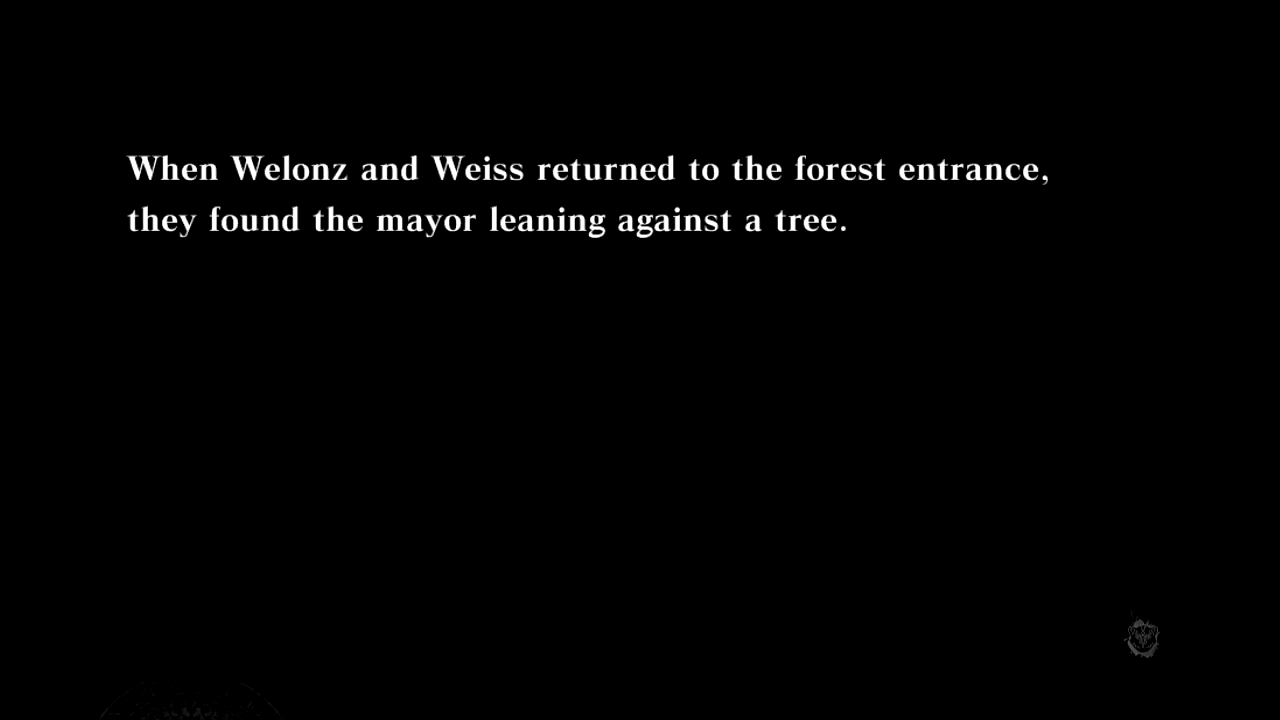 When Welonz and Weiss returned to the forest entrance,
they found the mayor leaning against a tree.